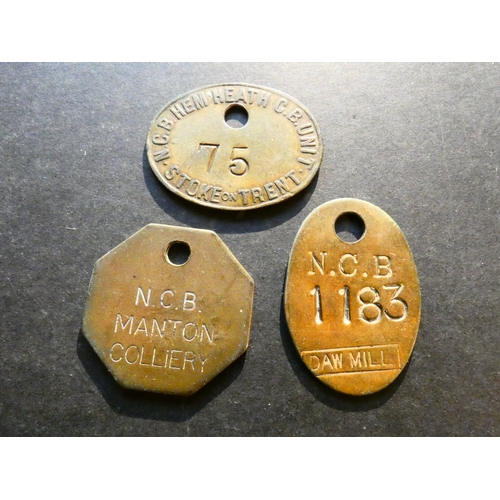 N.C.B. HEM HEATH C.B. UNIT
75
· STOKE ON TRENT ·
N.C.B.
MANTON
COLLIERY
N.C.B
1183
DAW MILL